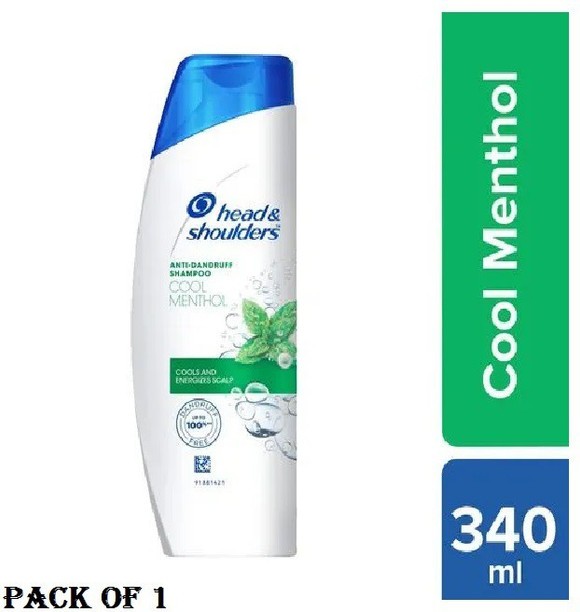 head &
shoulders
ANTI-DANDRUFF
SHAMPOO
COOL
MENTHOL
COOLS AND
ENERGIZES SCALP
DANDRUFF
UP TO
100%
FREE
91881621
Cool Menthol
340
ml
PACK OF 1